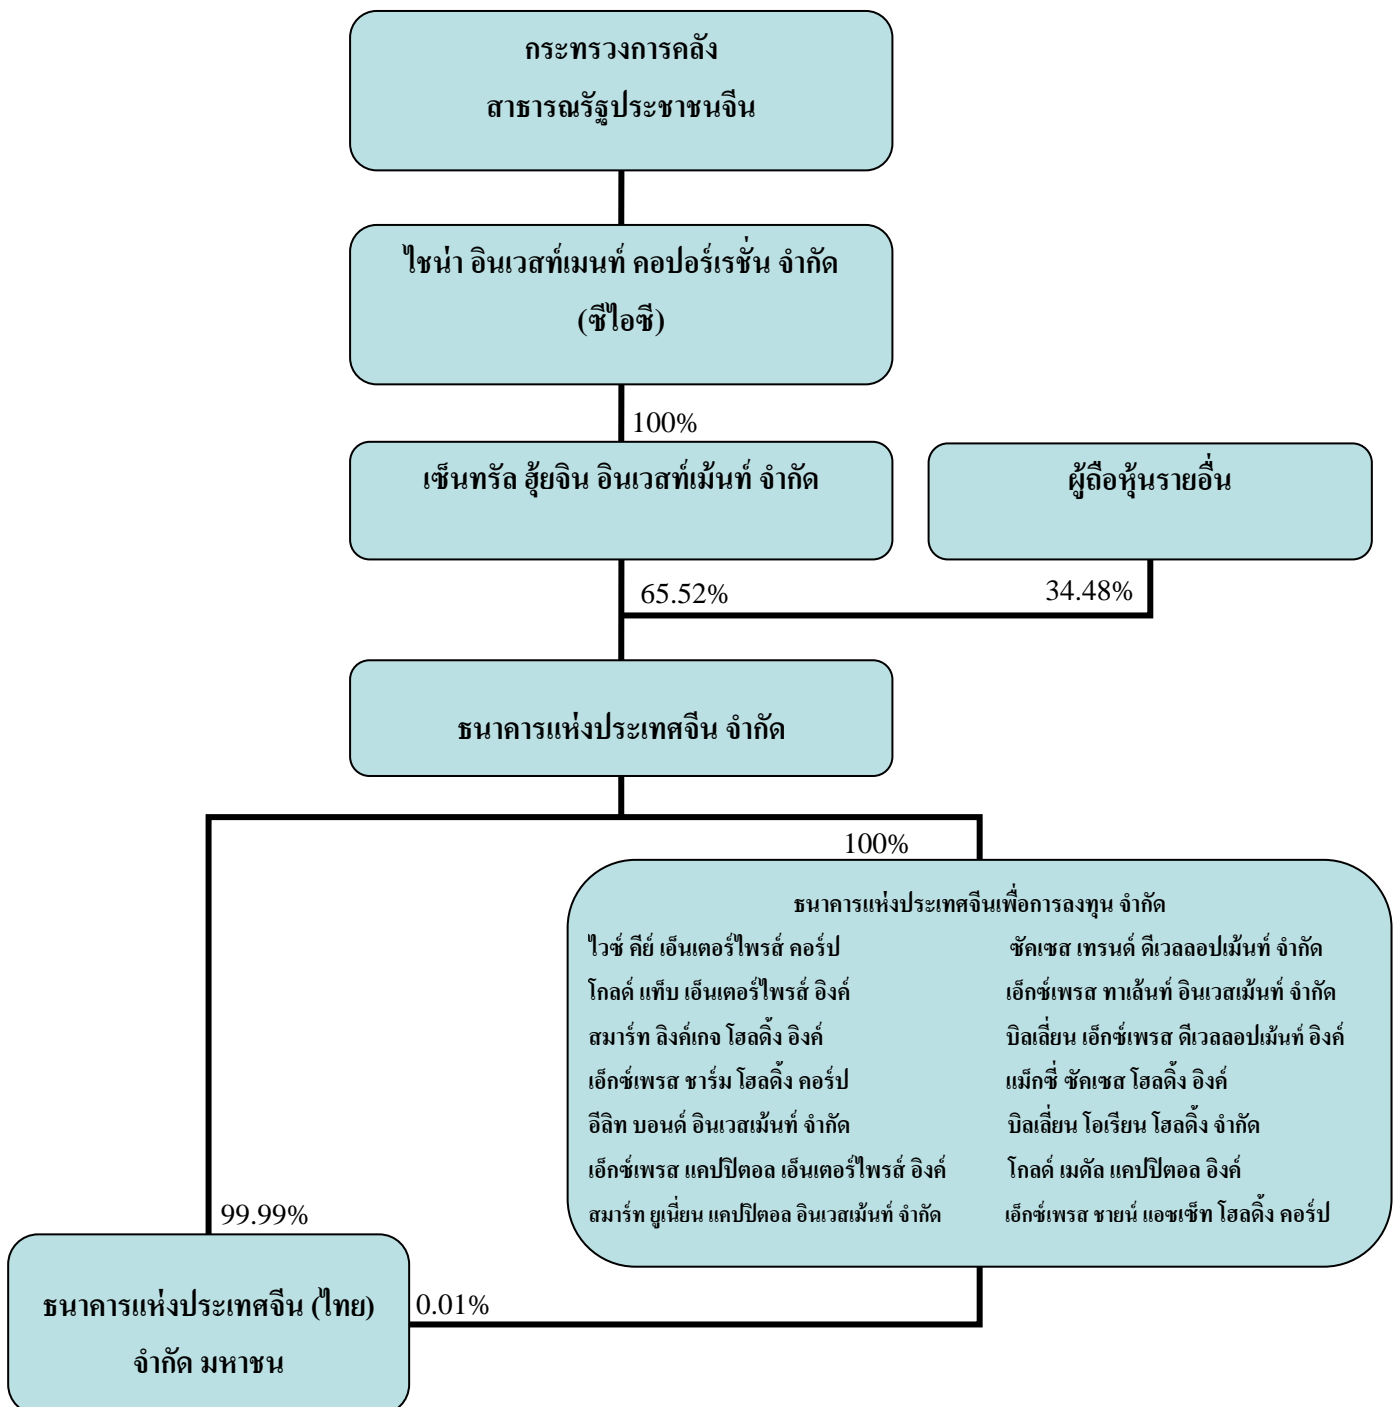 กระทรวงการคลัง
สาธารณรัฐประชาชนจีน
ไชน่า อินเวสท์เมนท์ คอปอร์เรชั่น จำกัด
(ซีไอซี)
100%
เซ็นทรัล ฮุ้ยจิน อินเวสท์เม้นท์ จำกัด
ผู้ถือหุ้นรายอื่น
65.52%
34.48%
ธนาคารแห่งประเทศจีน จำกัด
100%
ธนาคารแห่งประเทศจีนเพื่อการลงทุน จำกัด
ไวซ์ คีย์ เอ็นเตอร์ไพรส์ คอร์ป
ซัคเซส เทรนด์ ดีเวลลอปเม้นท์ จำกัด
โกลด์ แท็บ เอ็นเตอร์ไพรส์ อิงค์
เอ็กซ์เพรส ทาเล้นท์ อินเวสเม้นท์ จำกัด
สมาร์ท ลิงค์เกจ โฮลดิ้ง อิงค์
บิลเลี่ยน เอ็กซ์เพรส ดีเวลลอปเม้นท์ อิงค์
เอ็กซ์เพรส ชาร์ม โฮลดิ้ง คอร์ป
แม็กซี่ ซัคเซส โฮลดิ้ง อิงค์
อีลิท บอนด์ อินเวสเม้นท์ จำกัด
บิลเลี่ยน โอเรียน โฮลดิ้ง จำกัด
เอ็กซ์เพรส แคปปิตอล เอ็นเตอร์ไพรส์ อิงค์
โกลด์ เมดัล แคปปิตอล อิงค์
สมาร์ท ยูเนี่ยน แคปปิตอล อินเวสเม้นท์ จำกัด
เอ็กซ์เพรส ชายน์ แอซเซ็ท โฮลดิ้ง คอร์ป
99.99%
ธนาคารแห่งประเทศจีน (ไทย)
จำกัด มหาชน
0.01%